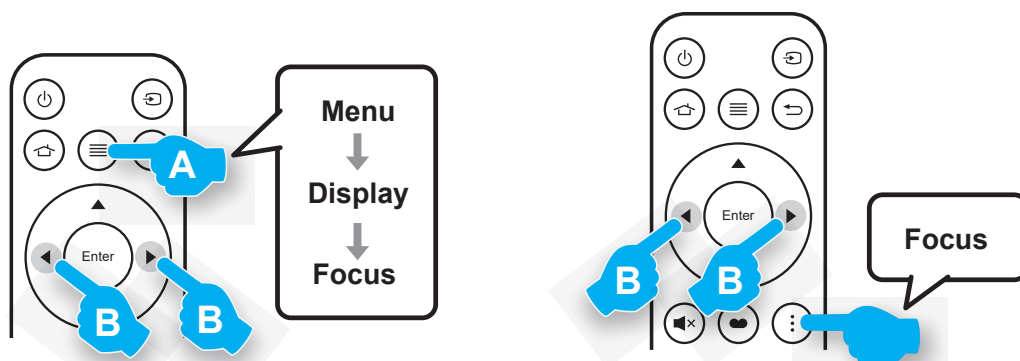 Menu
Display
Focus
A
Enter
B
B
Enter
B
B
Focus